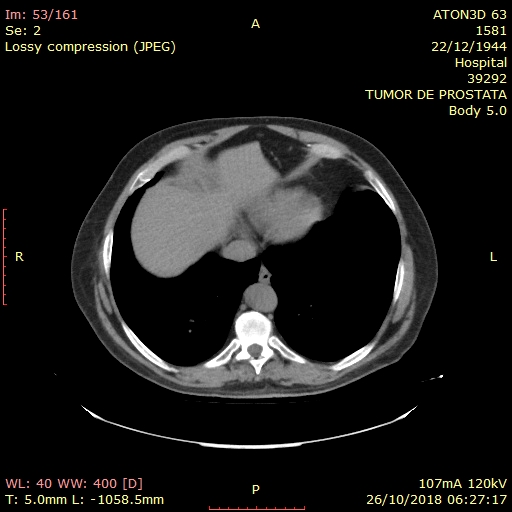 Im: 53/161
Se: 2
Lossy compression (JPEG)
ATON3D 63
1581
22/12/1944
Hospital
39292
TUMOR DE PROSTATA
Body 5.0
A
R
L
P
WL: 40 WW: 400 [D]
T: 5.0mm L: -1058.5mm
107mA 120kV
26/10/2018 06:27:17